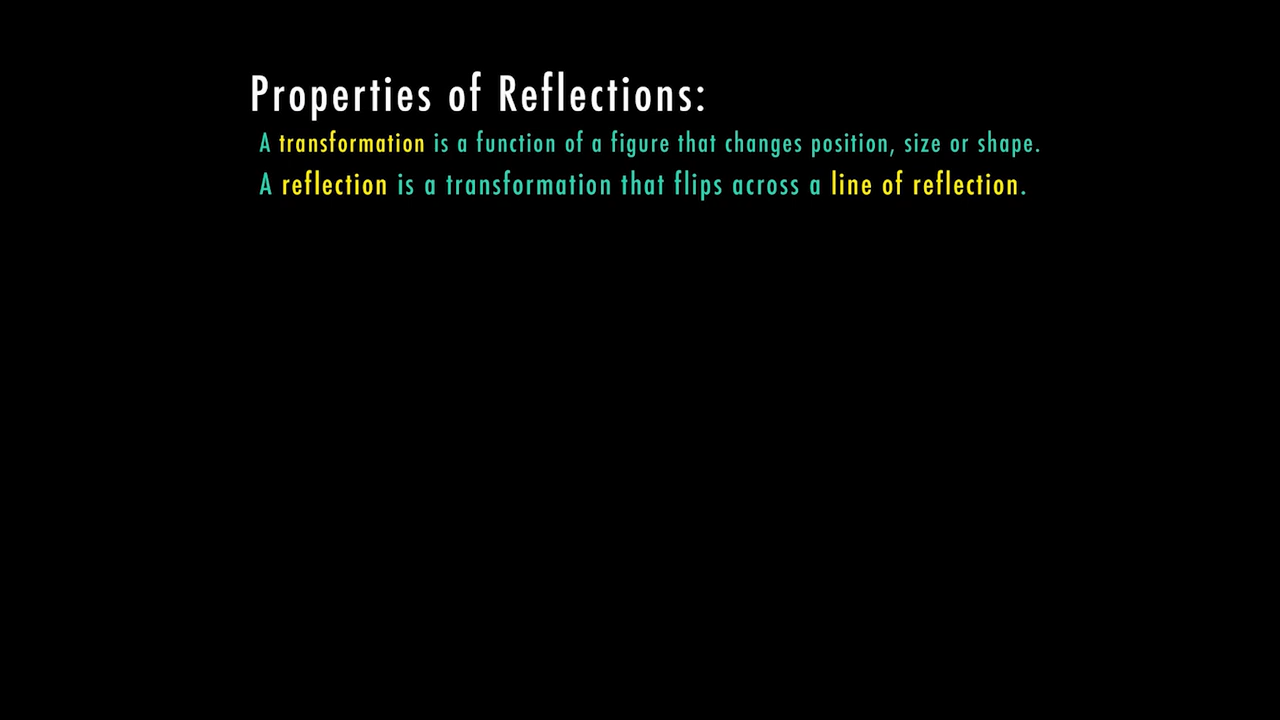 Properties of Reflections:
A transformation is a function of a figure that changes position, size or shape.
A reflection is a transformation that flips across a line of reflection.